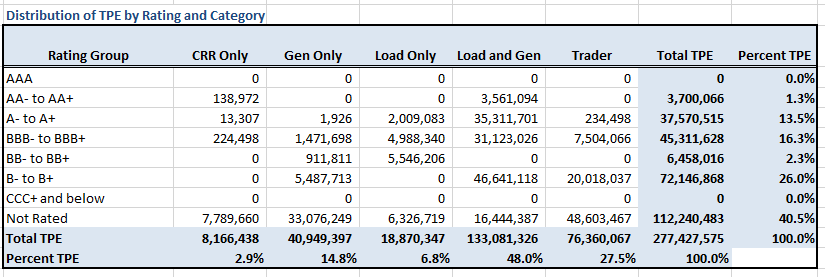 Distribution of TPE by Rating and Category
Rating Group CRR Only Gen Only Load Only Load and Gen Trader Total TPE Percent TPE
AAA 0 0 0 0 0 0 0.0%
AA- to AA+ 138,972 0 0 3,561,094 0 3,700,066 1.3%
A- to A+ 13,307 1,926 2,009,083 35,311,701 234,498 37,570,515 13.5%
BBB- to BBB+ 224,498 1,471,698 4,988,340 31,123,026 7,504,066 45,311,628 16.3%
BB- to BB+ 0 911,811 5,546,206 0 0 6,458,016 2.3%
B- to B+ 0 5,487,713 0 46,641,118 20,018,037 72,146,868 26.0%
CCC+ and below 0 0 0 0 0 0 0.0%
Not Rated 7,789,660 33,076,249 6,326,719 16,444,387 48,603,467 112,240,483 40.5%
Total TPE 8,166,438 40,949,397 18,870,347 133,081,326 76,360,067 277,427,575 100.0%
Percent TPE 2.9% 14.8% 6.8% 48.0% 27.5% 100.0%